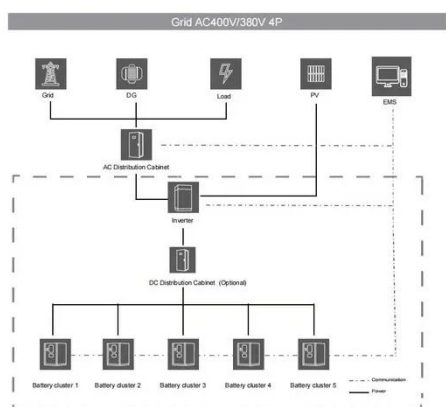 Grid AC400V/380V 4P
Grid
DG
Load
PV
EMS
AC Distribution Cabinet
Inverter
DC Distribution Cabinet (Optional)
Battery cluster 1
Battery cluster 2
Battery cluster 3
Battery cluster 4
Battery cluster 5
Communication
Power